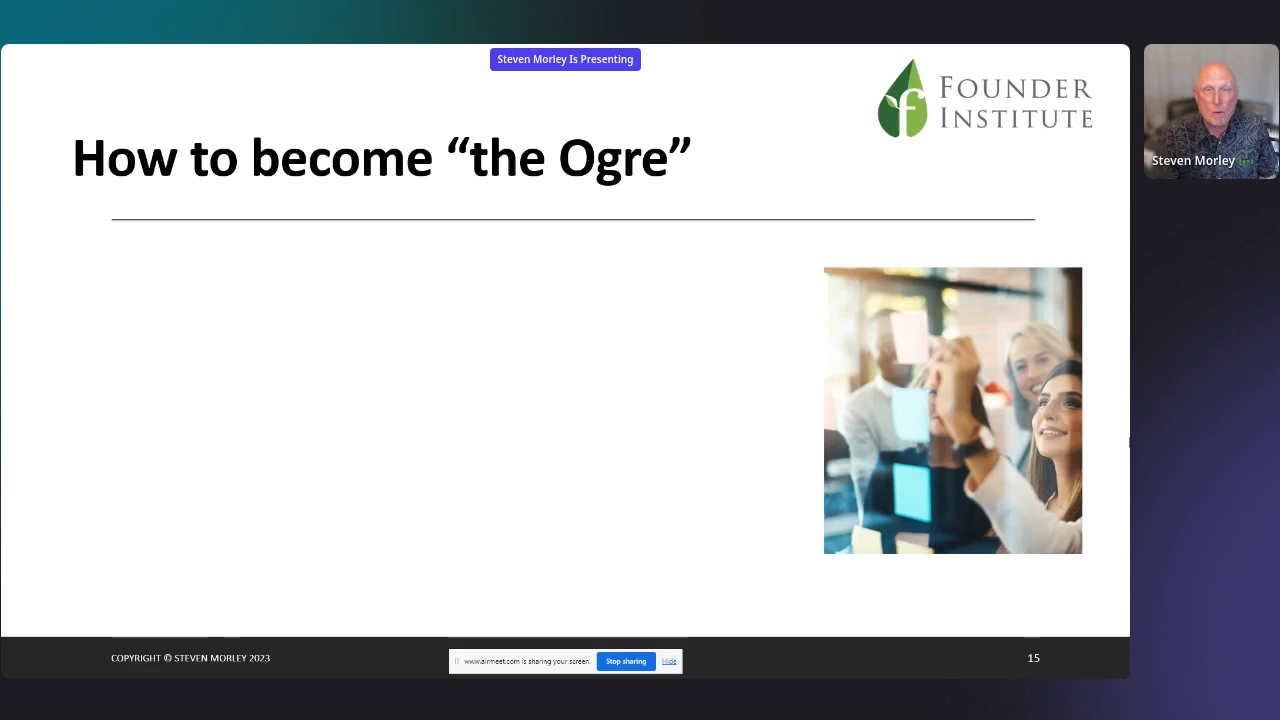 Steven Morley Is Presenting
FOUNDER
INSTITUTE
How to become “the Ogre”
Steven Morley
COPYRIGHT © STEVEN MORLEY 2023
www.airmeet.com is sharing your screen.
Stop sharing
Hide
15